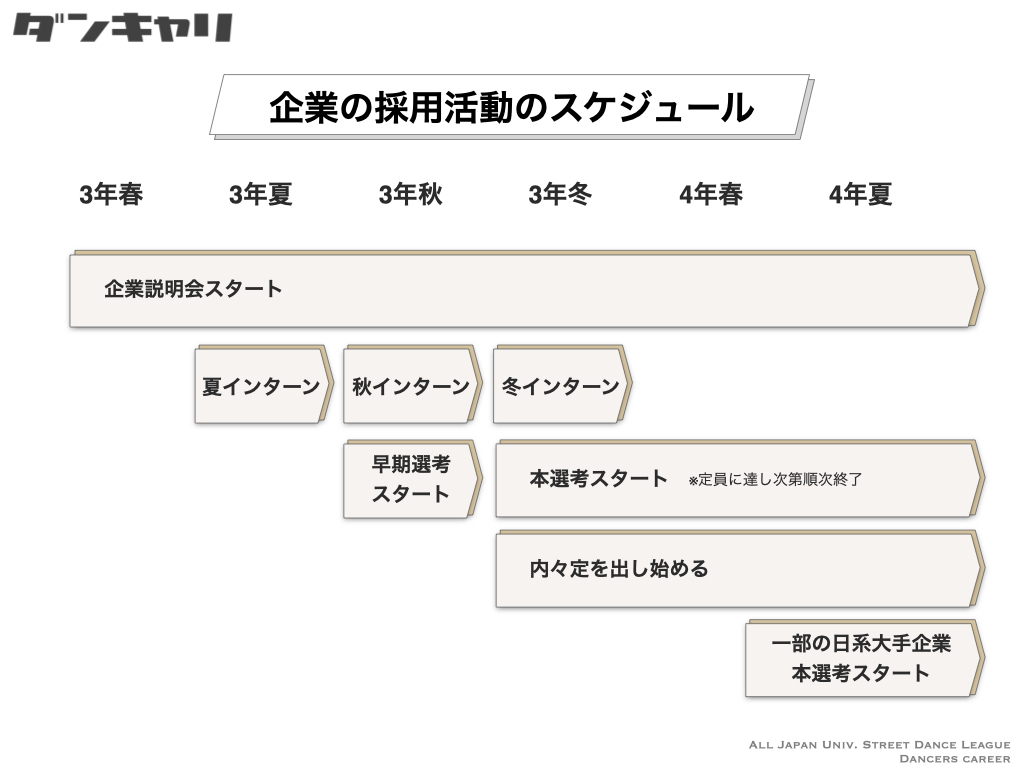 ダンキャリ
企業の採用活動のスケジュール
3年春 3年夏 3年秋 3年冬 4年春 4年夏
企業説明会スタート
夏インターン 秋インターン 冬インターン
早期選考
スタート
本選考スタート ※定員に達し次第順次終了
内々定を出し始める
一部の日系大手企業
本選考スタート
All Japan Univ. Street Dance League
Dancers career